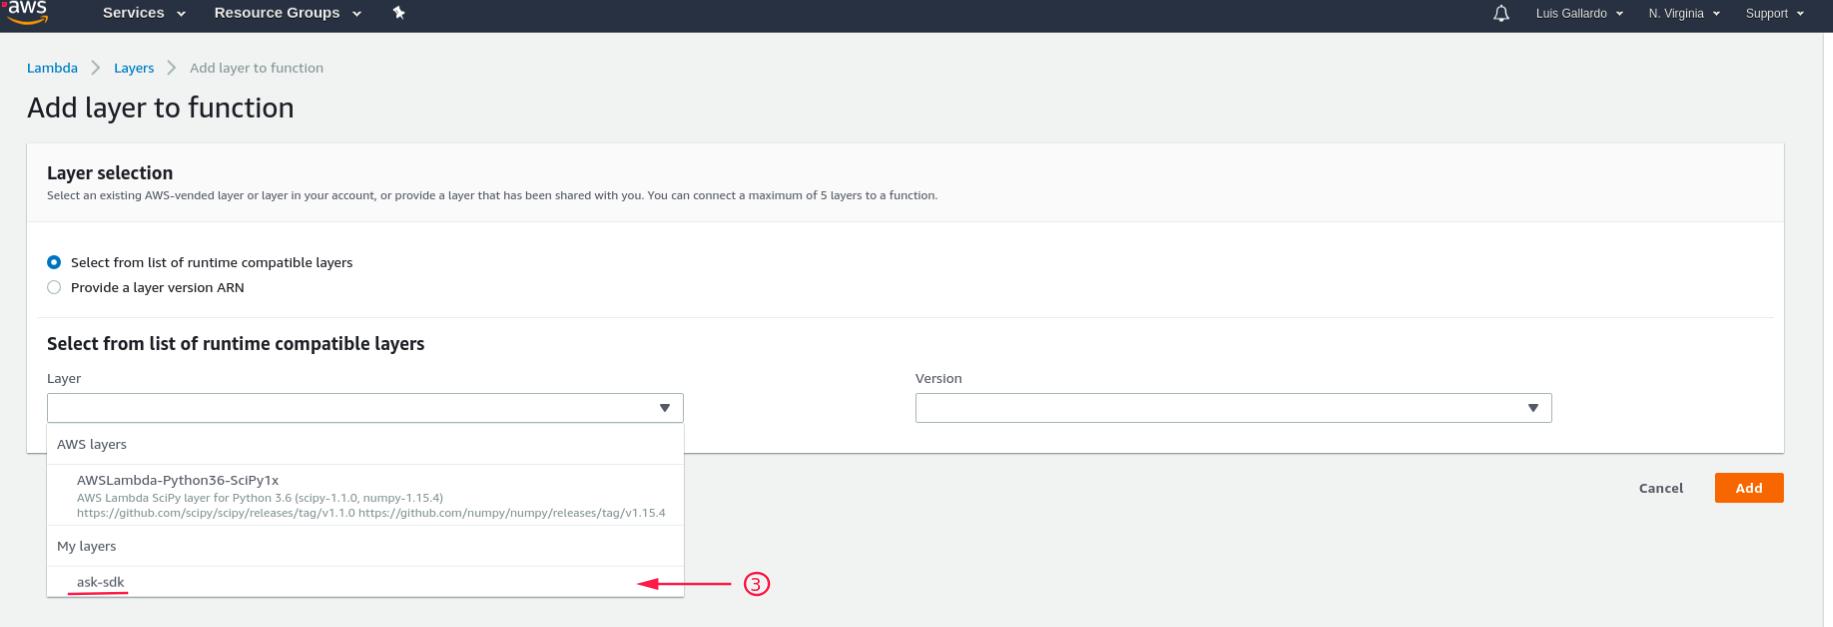 aws Services Resource Groups Luis Gallardo N. Virginia Support
Lambda Layers Add layer to function
Add layer to function
Layer selection
Select an existing AWS-vended layer or layer in your account, or provide a layer that has been shared with you. You can connect a maximum of 5 layers to a function.
Select from list of runtime compatible layers
Provide a layer version ARN
Select from list of runtime compatible layers
Layer Version
AWS layers
AWSLambda-Python36-SciPy1x
AWS Lambda SciPy layer for Python 3.6 (scipy-1.1.0, numpy-1.15.4)
https://github.com/scipy/scipy/releases/tag/v1.1.0 https://github.com/numpy/numpy/releases/tag/v1.15.4
Cancel Add
My layers
ask-sdk 3